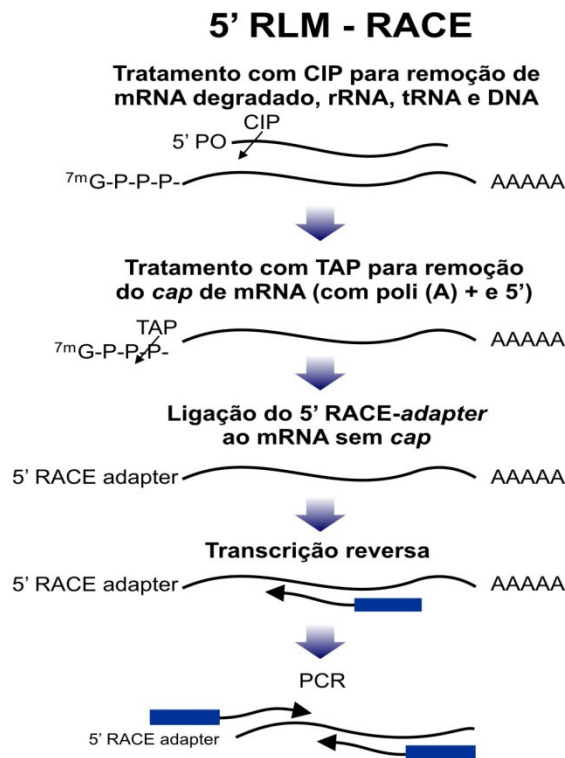 5' RLM - RACE
Tratamento com CIP para remoção de
mRNA degradado, rRNA, tRNA e DNA
CIP
5' PO
7mG-P-P-P-
AAAAA
Tratamento com TAP para remoção
do cap de mRNA (com poli (A) + e 5')
TAP
7mG-P-P-P-
AAAAA
Ligação do 5' RACE-adapter
ao mRNA sem cap
5' RACE adapter
AAAAA
Transcrição reversa
5' RACE adapter
AAAAA
PCR
5' RACE adapter